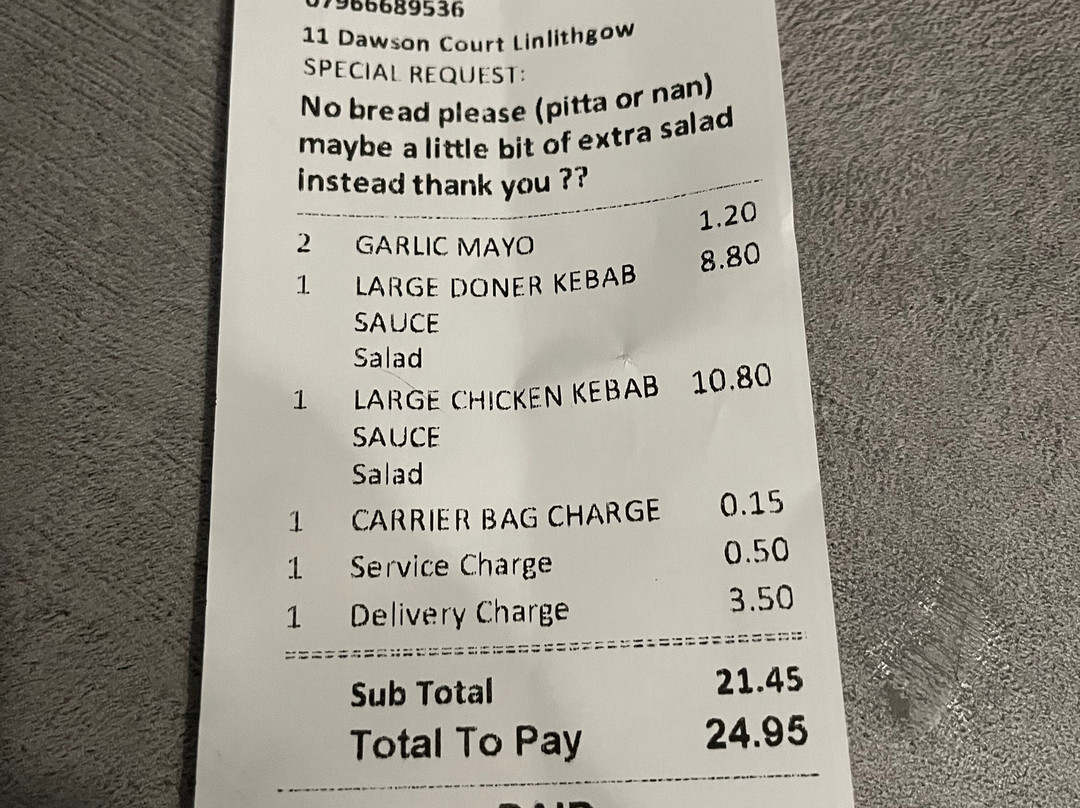 07966689536
11 Dawson Court Linlithgow
SPECIAL REQUEST:
No bread please (pitta or nan)
maybe a little bit of extra salad
instead thank you ??
2 GARLIC MAYO 1.20
1 LARGE DONER KEBAB 8.80
SAUCE
Salad
1 LARGE CHICKEN KEBAB 10.80
SAUCE
Salad
1 CARRIER BAG CHARGE 0.15
1 Service Charge 0.50
1 Delivery Charge 3.50
Sub Total 21.45
Total To Pay 24.95